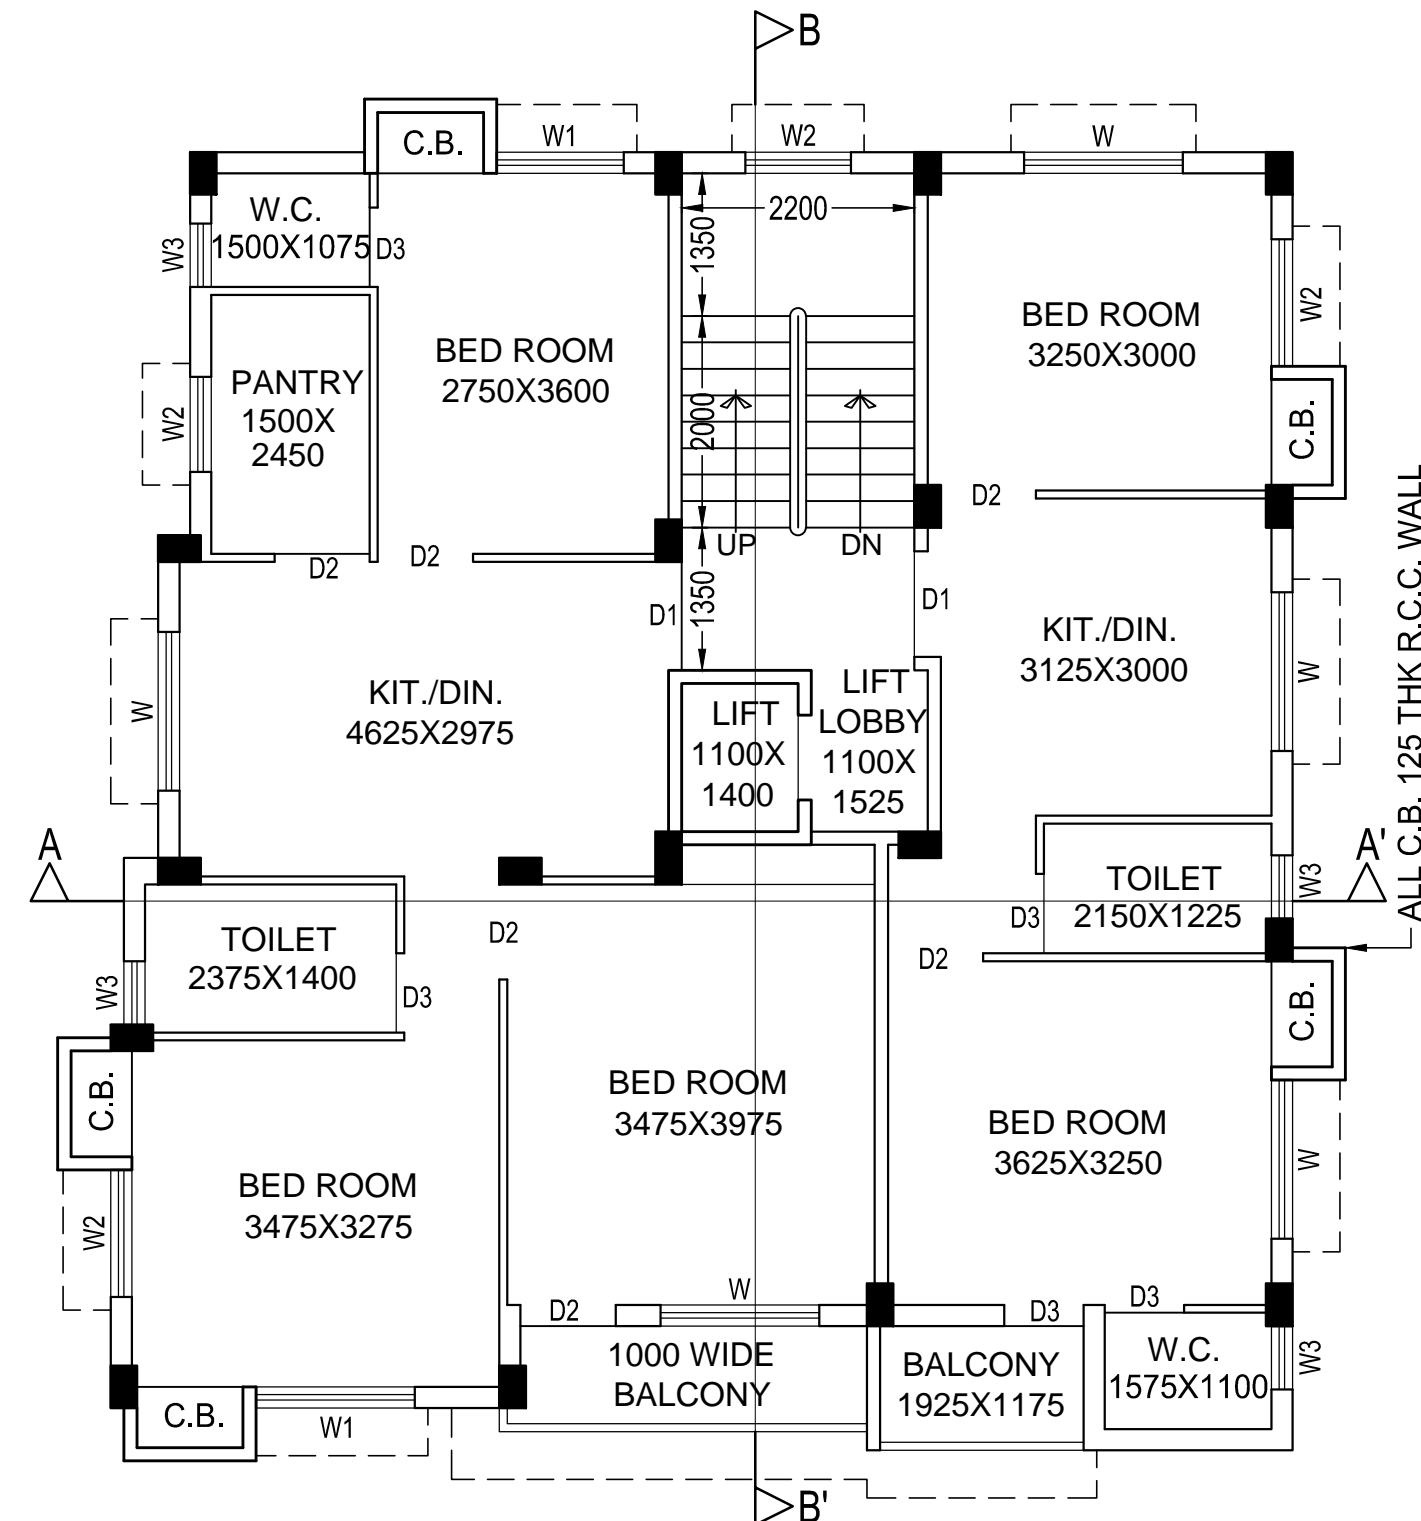 B
C.B.
W1
W2
W
W.C.
1500X1075
D3
W3
2200
1350
BED ROOM
2750X3600
BED ROOM
3250X3000
W2
PANTRY
1500X
2450
W2
2000
C.B.
UP
DN
D2
D2
D2
D1
1350
D1
KIT./DIN.
4625X2975
W
KIT./DIN.
3125X3000
W
LIFT
1100X
1400
LIFT
LOBBY
1100X
1525
ALL C.B. 125 THK R.C.C. WALL
A
A'
TOILET
2375X1400
W3
D3
D2
TOILET
2150X1225
W3
D3
D2
C.B.
C.B.
BED ROOM
3475X3975
BED ROOM
3625X3250
W
BED ROOM
3475X3275
W2
D2
W
D3
D3
1000 WIDE
BALCONY
BALCONY
1925X1175
W.C.
1575X1100
W3
C.B.
W1
B'